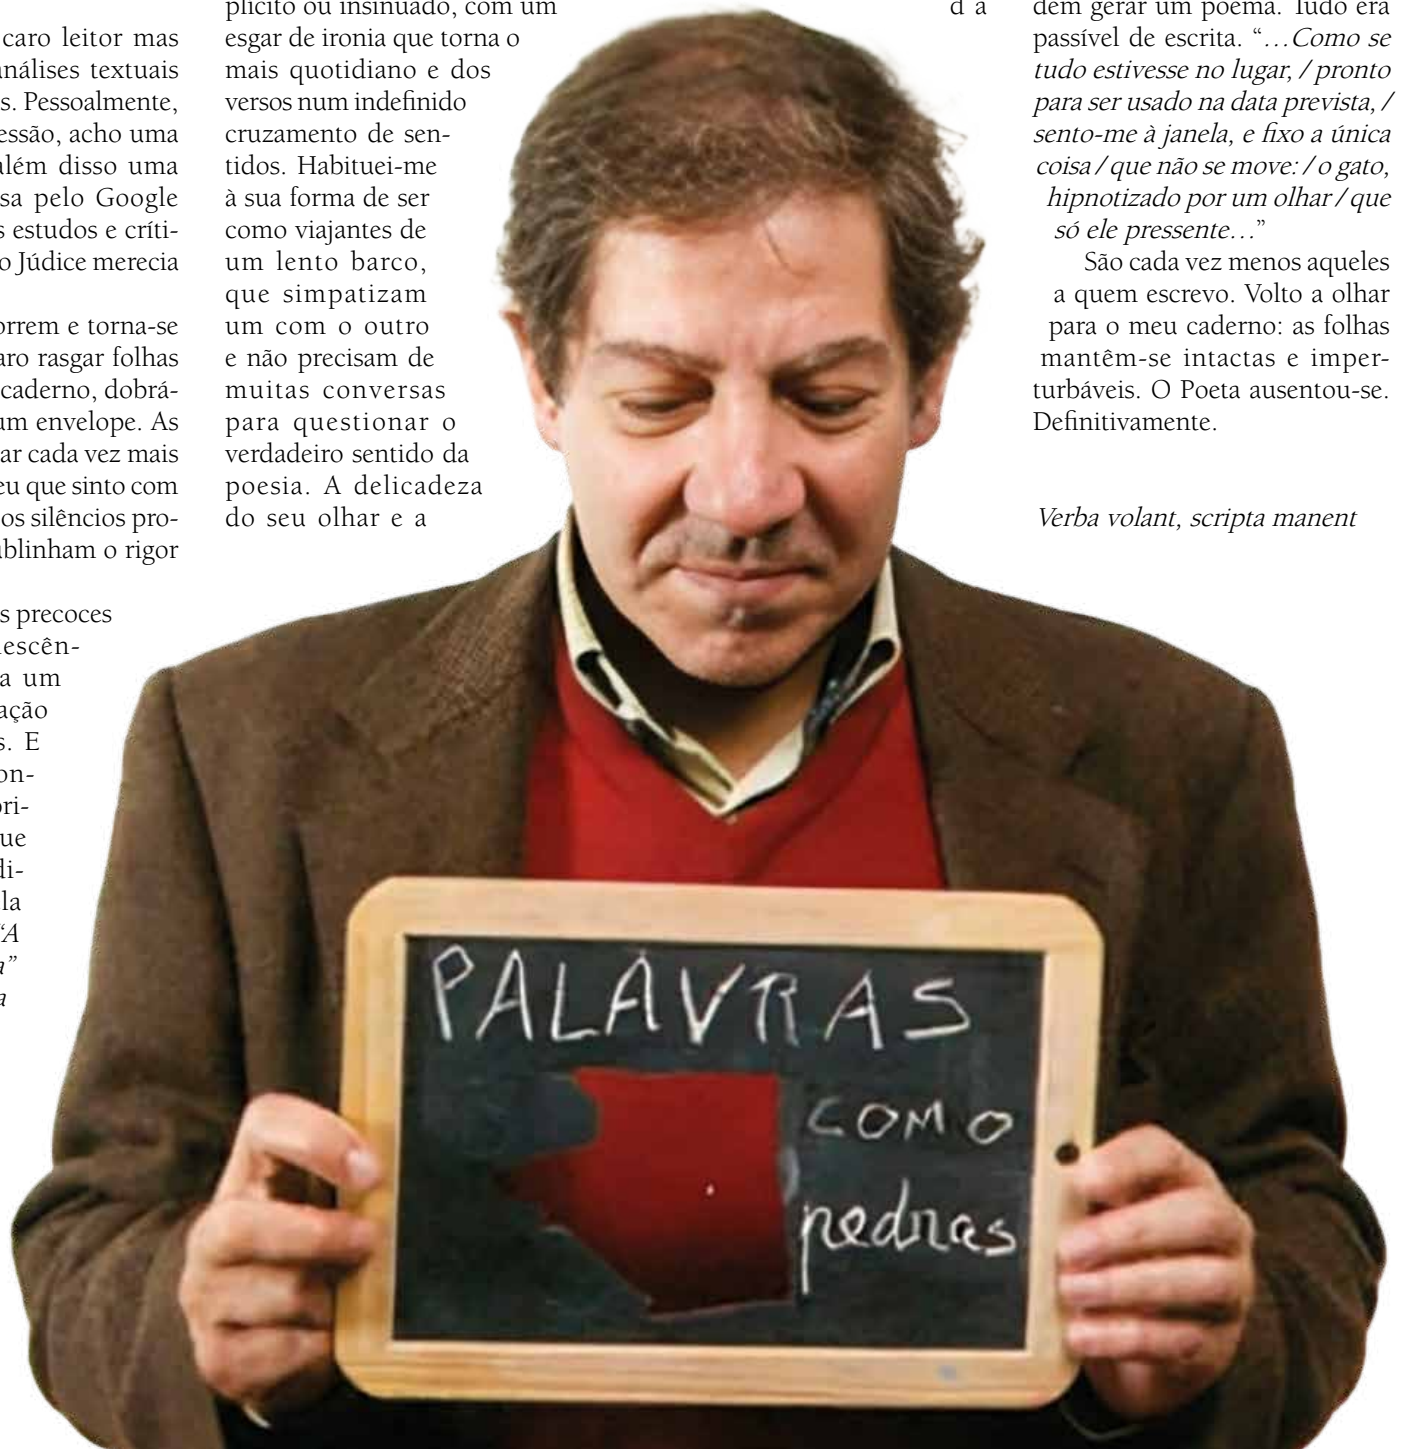 caro leitor mas
nálises textuais
s. Pessoalmente,
essão, acho uma
além disso uma
sa pelo Google
s estudos e críti-
o Júdice merecia
orrem e torna-se
aro rasgar folhas
caderno, dobrá-
um envelope. As
ar cada vez mais
eu que sinto com
os silêncios pro-
ublinham o rigor
s precoces
lescên-
a um
ação
s. E
on-
ori-
ue
di-
la
“A
a”
a
plícito ou insinuado, com um
esgar de ironia que torna o
mais quotidiano e dos
versos num indefinido
cruzamento de sen-
tidos. Habituei-me
à sua forma de ser
como viajantes de
um lento barco,
que simpatizam
um com o outro
e não precisam de
muitas conversas
para questionar o
verdadeiro sentido da
poesia. A delicadeza
do seu olhar e a
d a
dem gerar um poema. Tudo era
passível de escrita. “…Como se
tudo estivesse no lugar, / pronto
para ser usado na data prevista, /
sento-me à janela, e fixo a única
coisa / que não se move: / o gato,
hipnotizado por um olhar / que
só ele pressente…”
São cada vez menos aqueles
a quem escrevo. Volto a olhar
para o meu caderno: as folhas
mantêm-se intactas e imper-
turbáveis. O Poeta ausentou-se.
Definitivamente.
Verba volant, scripta manent
PALAVRAS
COMO
pedras